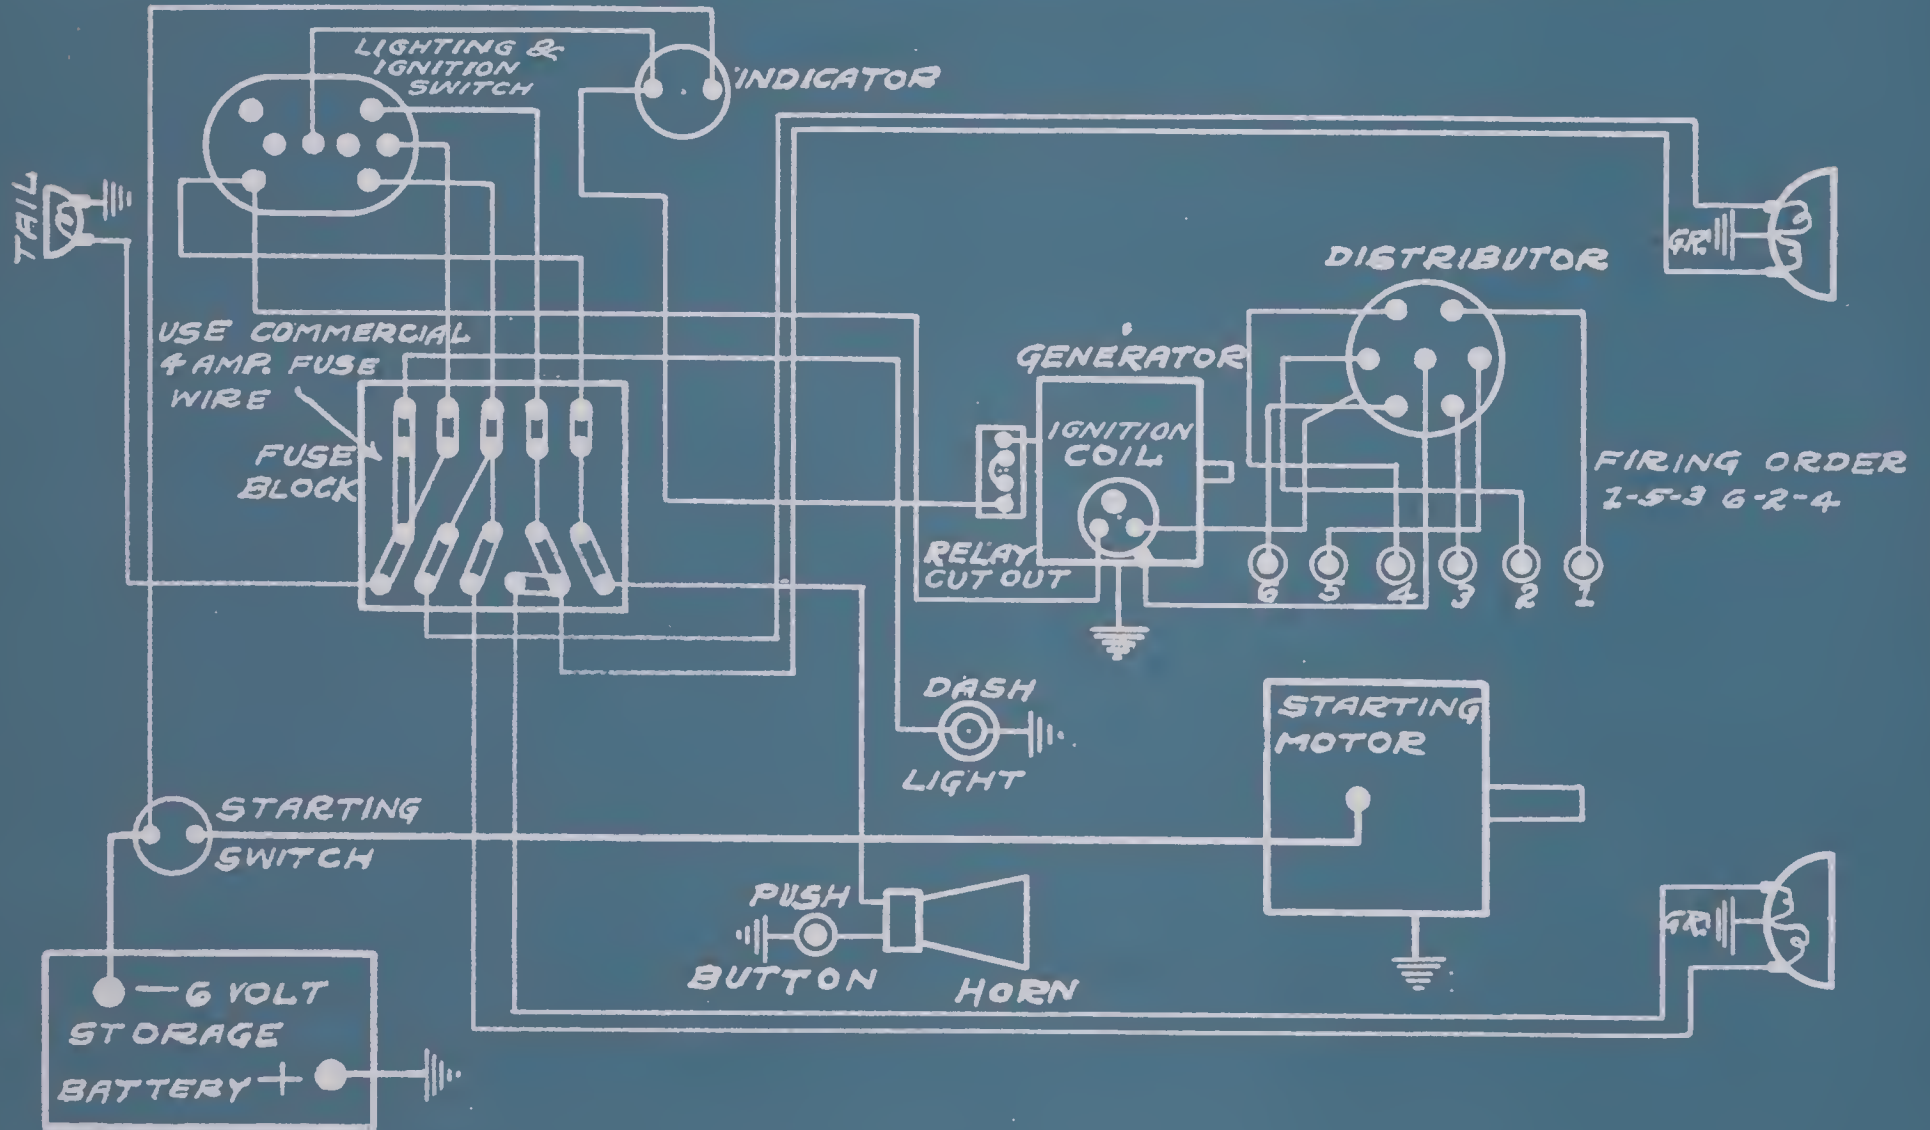 LIGHTING &
IGNITION
SWITCH
INDICATOR
TAIL
GR.
DISTRIBUTOR
USE COMMERCIAL
4 AMP. FUSE
WIRE
FUSE
BLOCK
GENERATOR
IGNITION
COIL
FIRING ORDER
1-5-3 6-2-4
RELAY
CUT OUT
6 5 4 3 2 1
DASH
LIGHT
STARTING
MOTOR
STARTING
SWITCH
PUSH
BUTTON
HORN
GR.
— 6 VOLT
STORAGE
BATTERY +